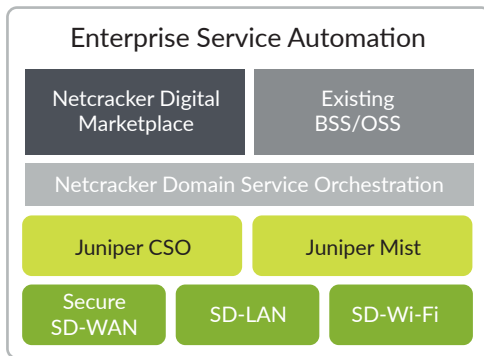 Enterprise Service Automation
Netcracker Digital
Marketplace
Existing
BSS/OSS
Netcracker Domain Service Orchestration
Juniper CSO
Juniper Mist
Secure
SD-WAN
SD-LAN
SD-Wi-Fi